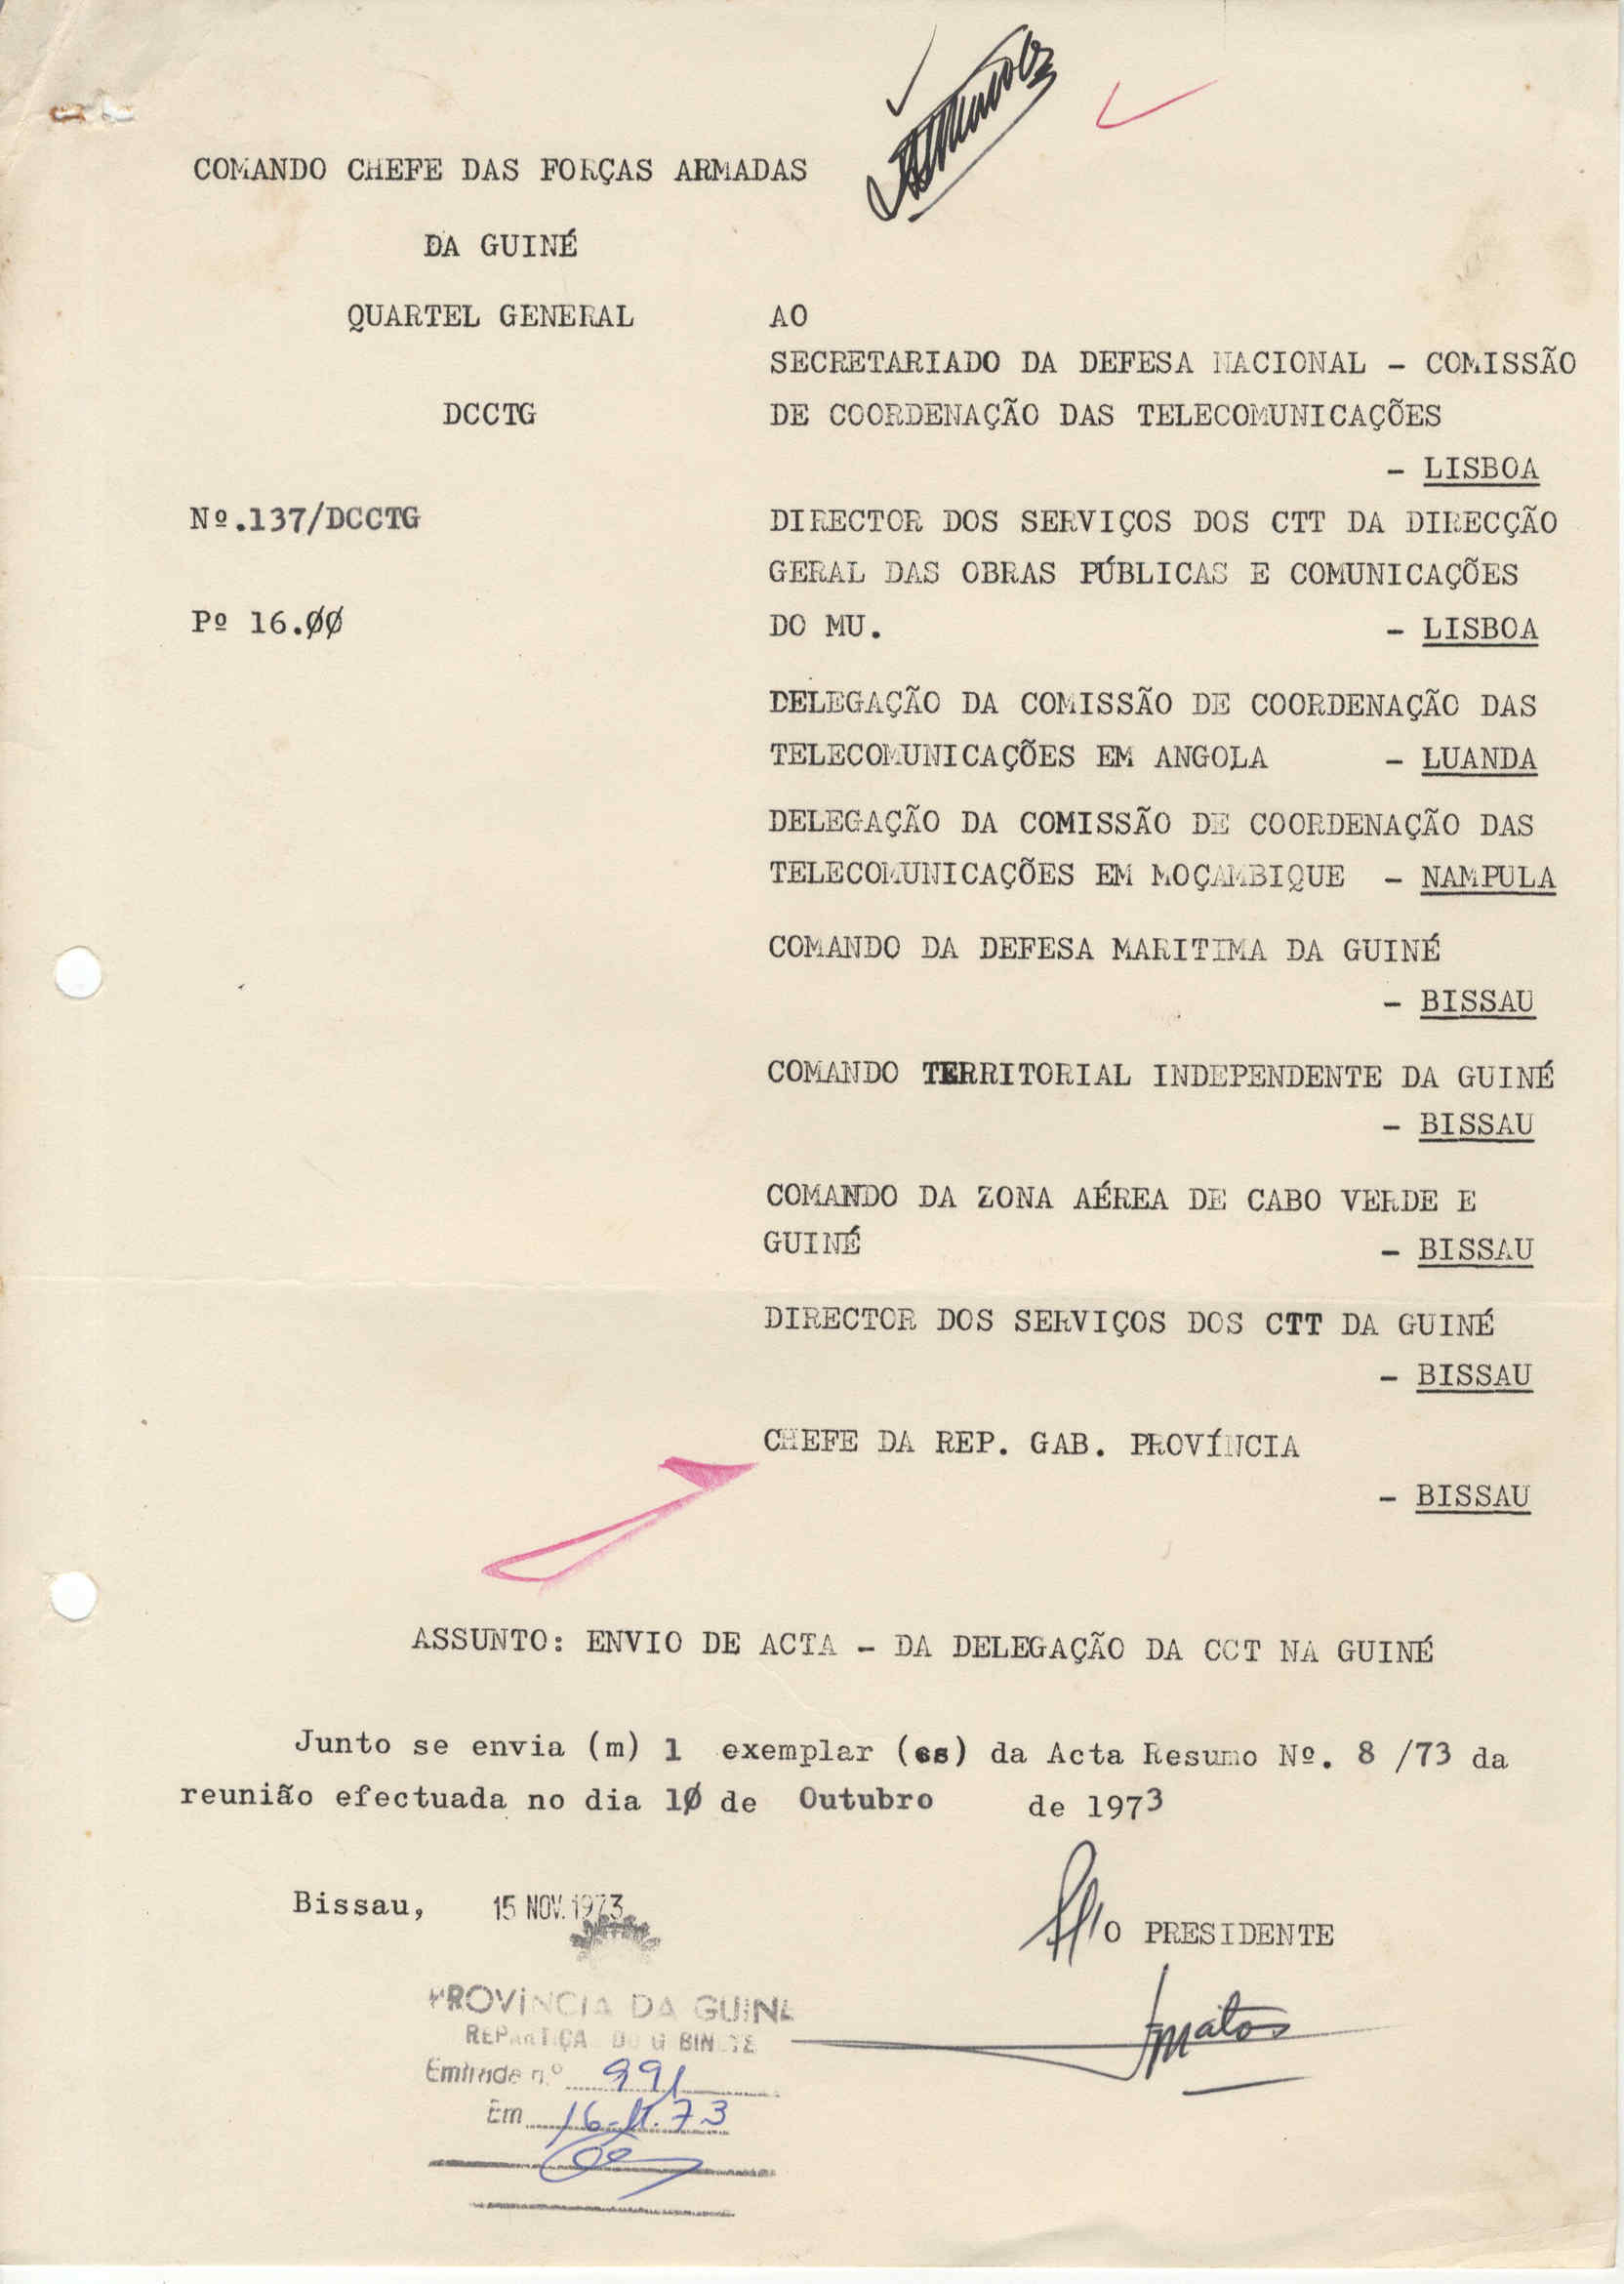 COMANDO CHEFE DAS FORÇAS ARMADAS
DA GUINÉ
QUARTEL GENERAL
DCCTG
Nº.137/DCCTG
Pº 16.ØØ
AO
SECRETARIADO DA DEFESA NACIONAL - COMISSÃO
DE COORDENAÇÃO DAS TELECOMUNICAÇÕES
- LISBOA
DIRECTOR DOS SERVIÇOS DOS CTT DA DIRECÇÃO
GERAL DAS OBRAS PÚBLICAS E COMUNICAÇÕES
DO MU. - LISBOA
DELEGAÇÃO DA COMISSÃO DE COORDENAÇÃO DAS
TELECOMUNICAÇÕES EM ANGOLA - LUANDA
DELEGAÇÃO DA COMISSÃO DE COORDENAÇÃO DAS
TELECOMUNICAÇÕES EM MOÇAMBIQUE - NAMPULA
COMANDO DA DEFESA MARITIMA DA GUINÉ
- BISSAU
COMANDO TERRITORIAL INDEPENDENTE DA GUINÉ
- BISSAU
COMANDO DA ZONA AÉREA DE CABO VERDE E
GUINÉ - BISSAU
DIRECTOR DOS SERVIÇOS DOS CTT DA GUINÉ
- BISSAU
CHEFE DA REP. GAB. PROVÍNCIA
- BISSAU
ASSUNTO: ENVIO DE ACTA - DA DELEGAÇÃO DA CCT NA GUINÉ
Junto se envia (m) 1 exemplar (es) da Acta Resumo Nº. 8 /73 da
reunião efectuada no dia 1Ø de Outubro de 1973
Bissau, 15 NOV. 1973
O PRESIDENTE
Matos
PROVÍNCIA DA GUINÉ
REPARTIÇÃO DO GABINETE
Entrada n.º 991
Em 16-11.73